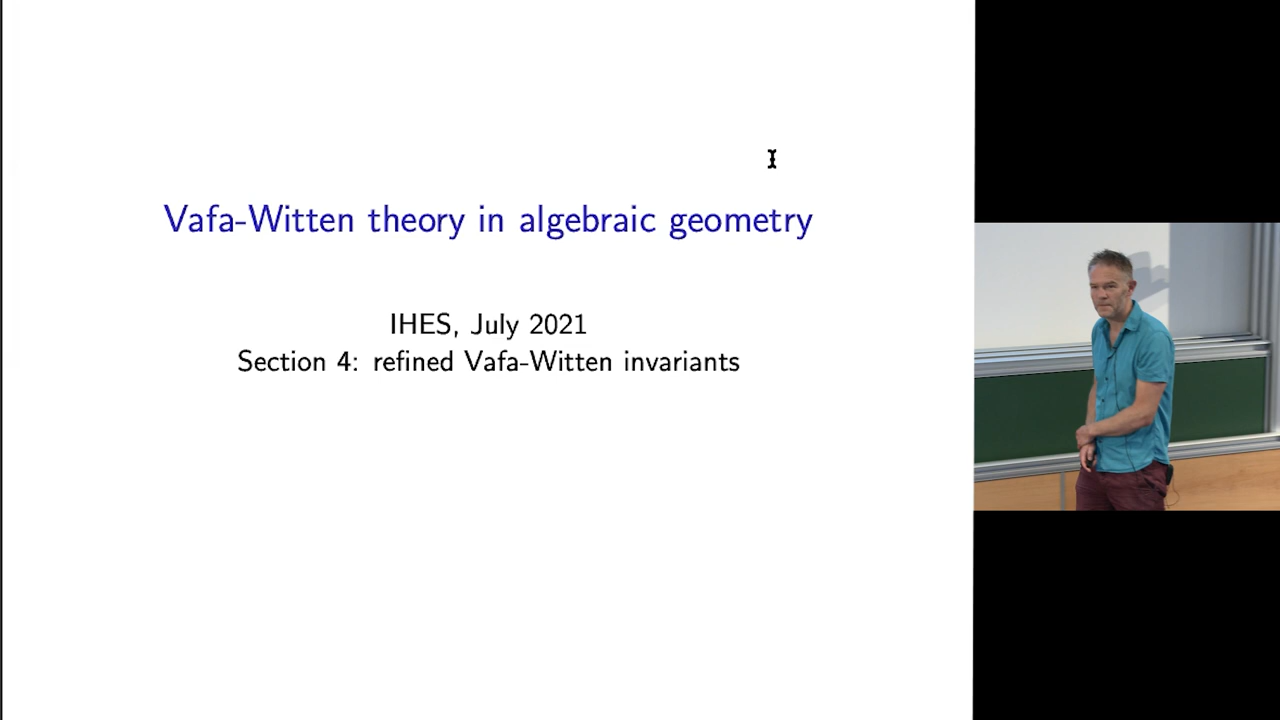 Vafa-Witten theory in algebraic geometry
IHES, July 2021
Section 4: refined Vafa-Witten invariants